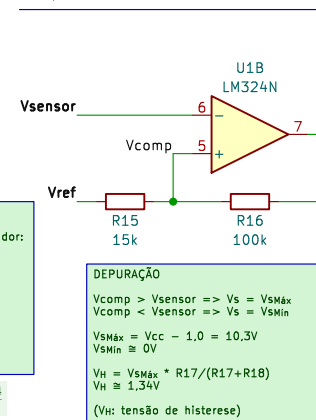 U1B
LM324N
Vsensor
6
−
7
Vcomp
5
+
Vref
R15
R16
15k
100k
dor:
DEPURAÇÃO
Vcomp > Vsensor => Vs = VsMáx
Vcomp < Vsensor => Vs = VsMín
VsMáx = Vcc - 1,0 = 10,3V
VsMín ≅ 0V
VH = VsMáx * R17/(R17+R18)
VH ≅ 1,34V
(VH: tensão de histerese)